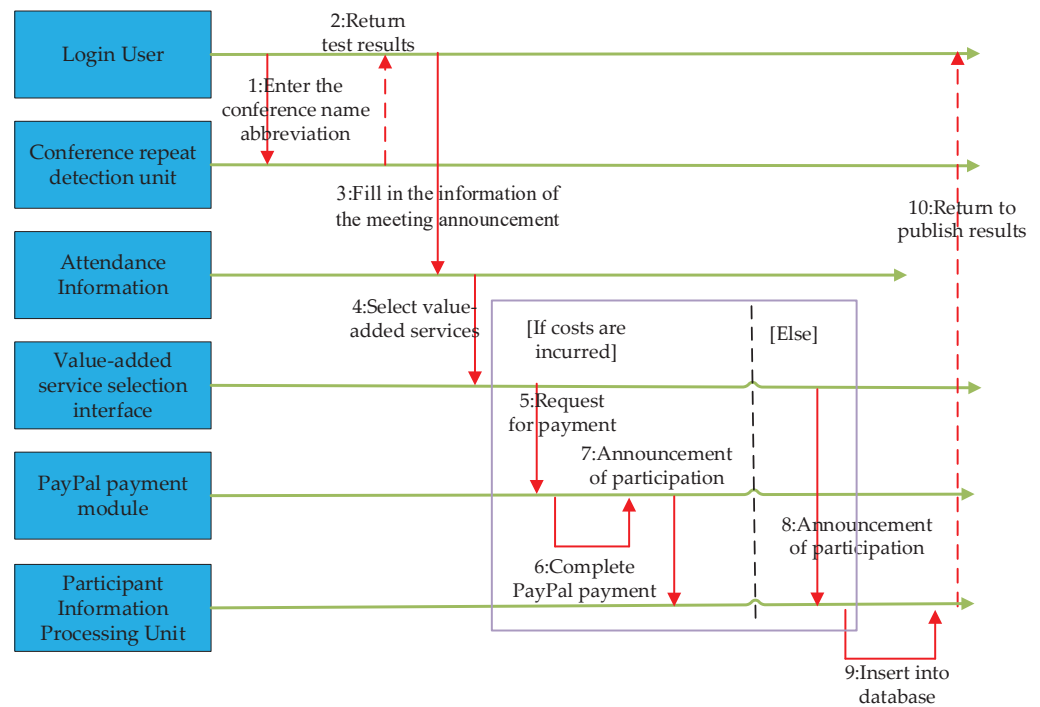 Login User
Conference repeat
detection unit
Attendance
Information
Value-added
service selection
interface
PayPal payment
module
Participant
Information
Processing Unit
1:Enter the
conference name
abbreviation
2:Return
test results
3:Fill in the information of
the meeting announcement
4:Select value-
added services
[If costs are
incurred]
[Else]
5:Request
for payment
6:Complete
PayPal payment
7:Announcement
of participation
8:Announcement
of participation
9:Insert into
database
10:Return to
publish results